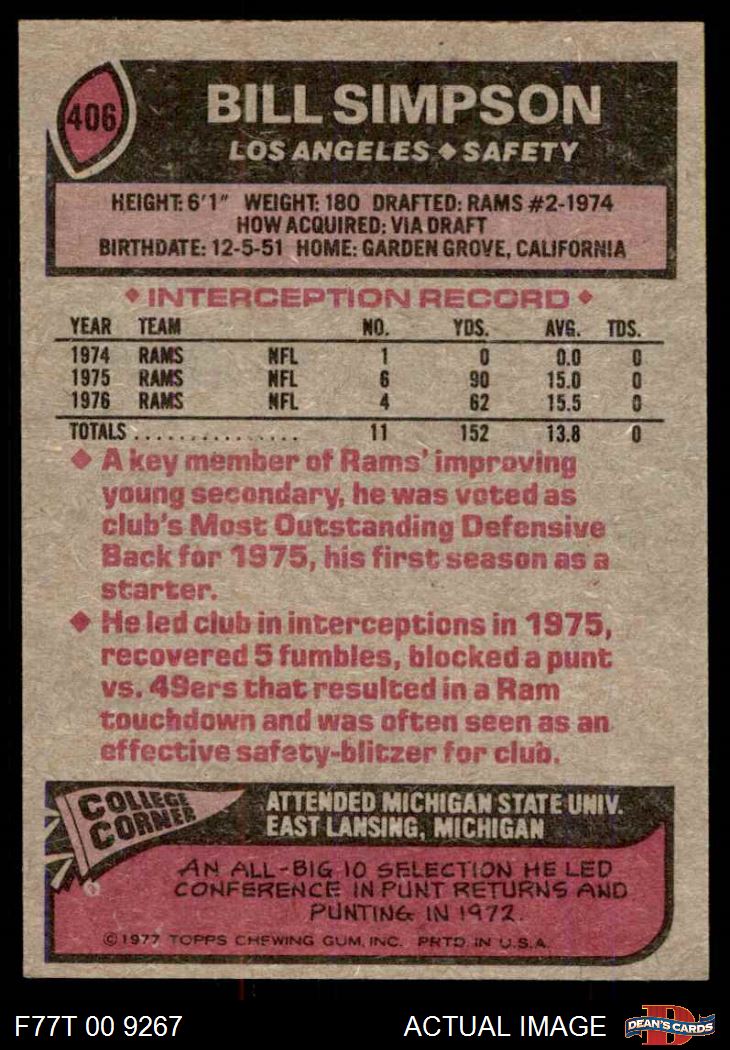 406
BILL SIMPSON
LOS ANGELES ◆ SAFETY
HEIGHT: 6'1" WEIGHT: 180 DRAFTED: RAMS #2-1974
HOW ACQUIRED: VIA DRAFT
BIRTHDATE: 12-5-51 HOME: GARDEN GROVE, CALIFORNIA
◆ INTERCEPTION RECORD ◆
YEAR TEAM NO. YDS. AVG. TDS.
1974 RAMS NFL 1 0 0.0 0
1975 RAMS NFL 6 90 15.0 0
1976 RAMS NFL 4 62 15.5 0
TOTALS ................ 11 152 13.8 0
◆ A key member of Rams' improving
young secondary, he was voted as
club's Most Outstanding Defensive
Back for 1975, his first season as a
starter.
◆ He led club in interceptions in 1975,
recovered 5 fumbles, blocked a punt
vs. 49ers that resulted in a Ram
touchdown and was often seen as an
effective safety-blitzer for club.
COLLEGE
CORNER
ATTENDED MICHIGAN STATE UNIV.
EAST LANSING, MICHIGAN
AN ALL-BIG 10 SELECTION HE LED
CONFERENCE IN PUNT RETURNS AND
PUNTING IN 1972.
©1977 TOPPS CHEWING GUM, INC. PRTD. IN U.S.A.
F77T 00 9267
ACTUAL IMAGE
D
DEAN'S CARDS